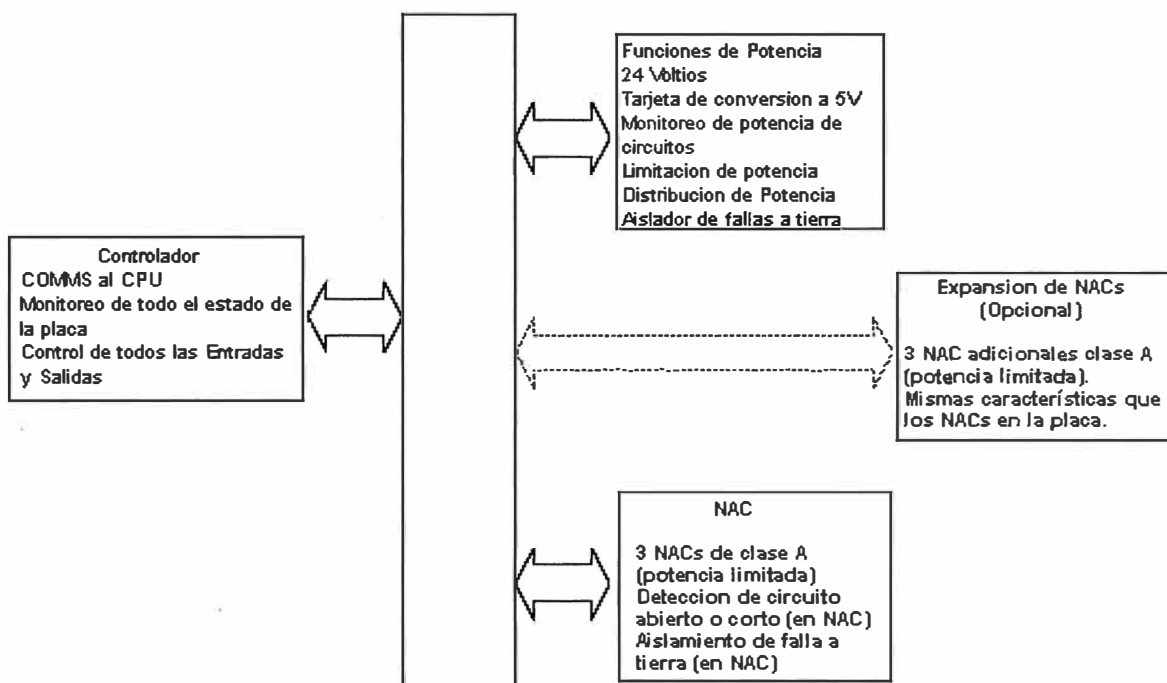 Funciones de Potencia
24 Voltios
Tarjeta de conversion a 5V
Monitoreo de potencia de
circuitos
Limitacion de potencia
Distribucion de Potencia
Aislador de fallas a tierra
Controlador
COMMS al CPU
Monitoreo de todo el estado de
la placa
Control de todos las Entradas
y Salidas
Expansion de NACs
(Opcional)
3 NAC adicionales clase A
(potencia limitada).
Mismas características que
los NACs en la placa.
NAC
3 NACs de clase A
(potencia limitada)
Deteccion de circuito
abierto o corto (en NAC)
Aislamiento de falla a
tierra (en NAC)